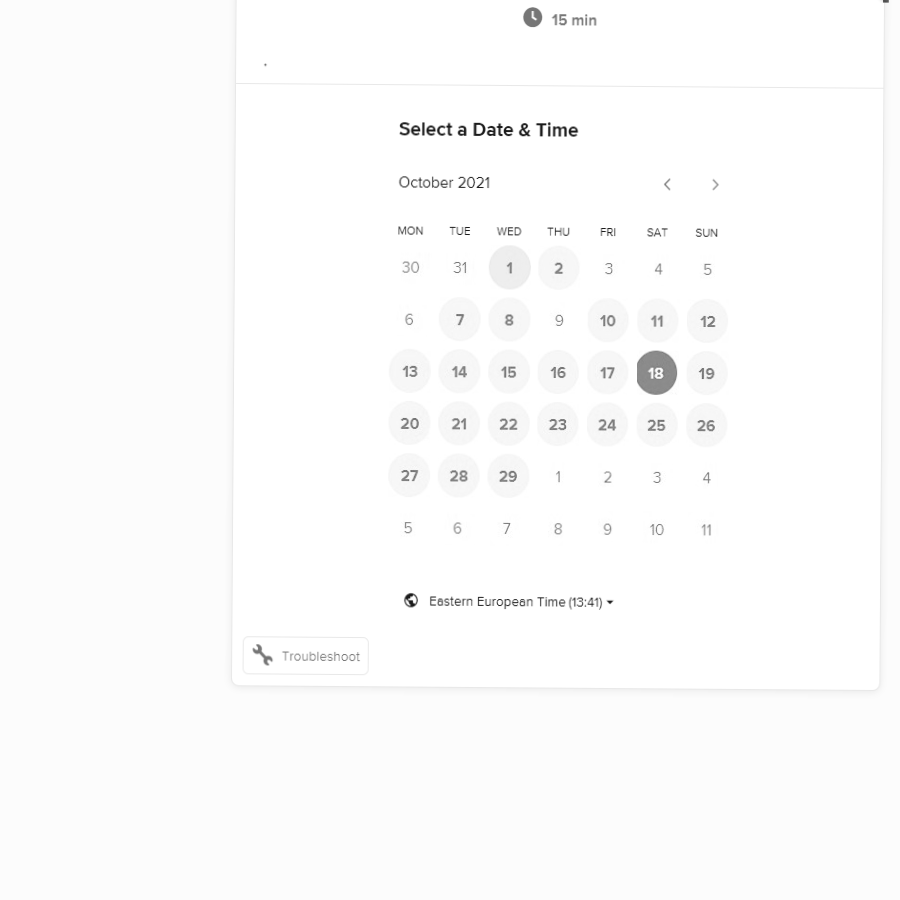 15 min
.
Select a Date & Time
October 2021
MON TUE WED THU FRI SAT SUN
30 31 1 2 3 4 5
6 7 8 9 10 11 12
13 14 15 16 17 18 19
20 21 22 23 24 25 26
27 28 29 1 2 3 4
5 6 7 8 9 10 11
Eastern European Time (13:41)
Troubleshoot